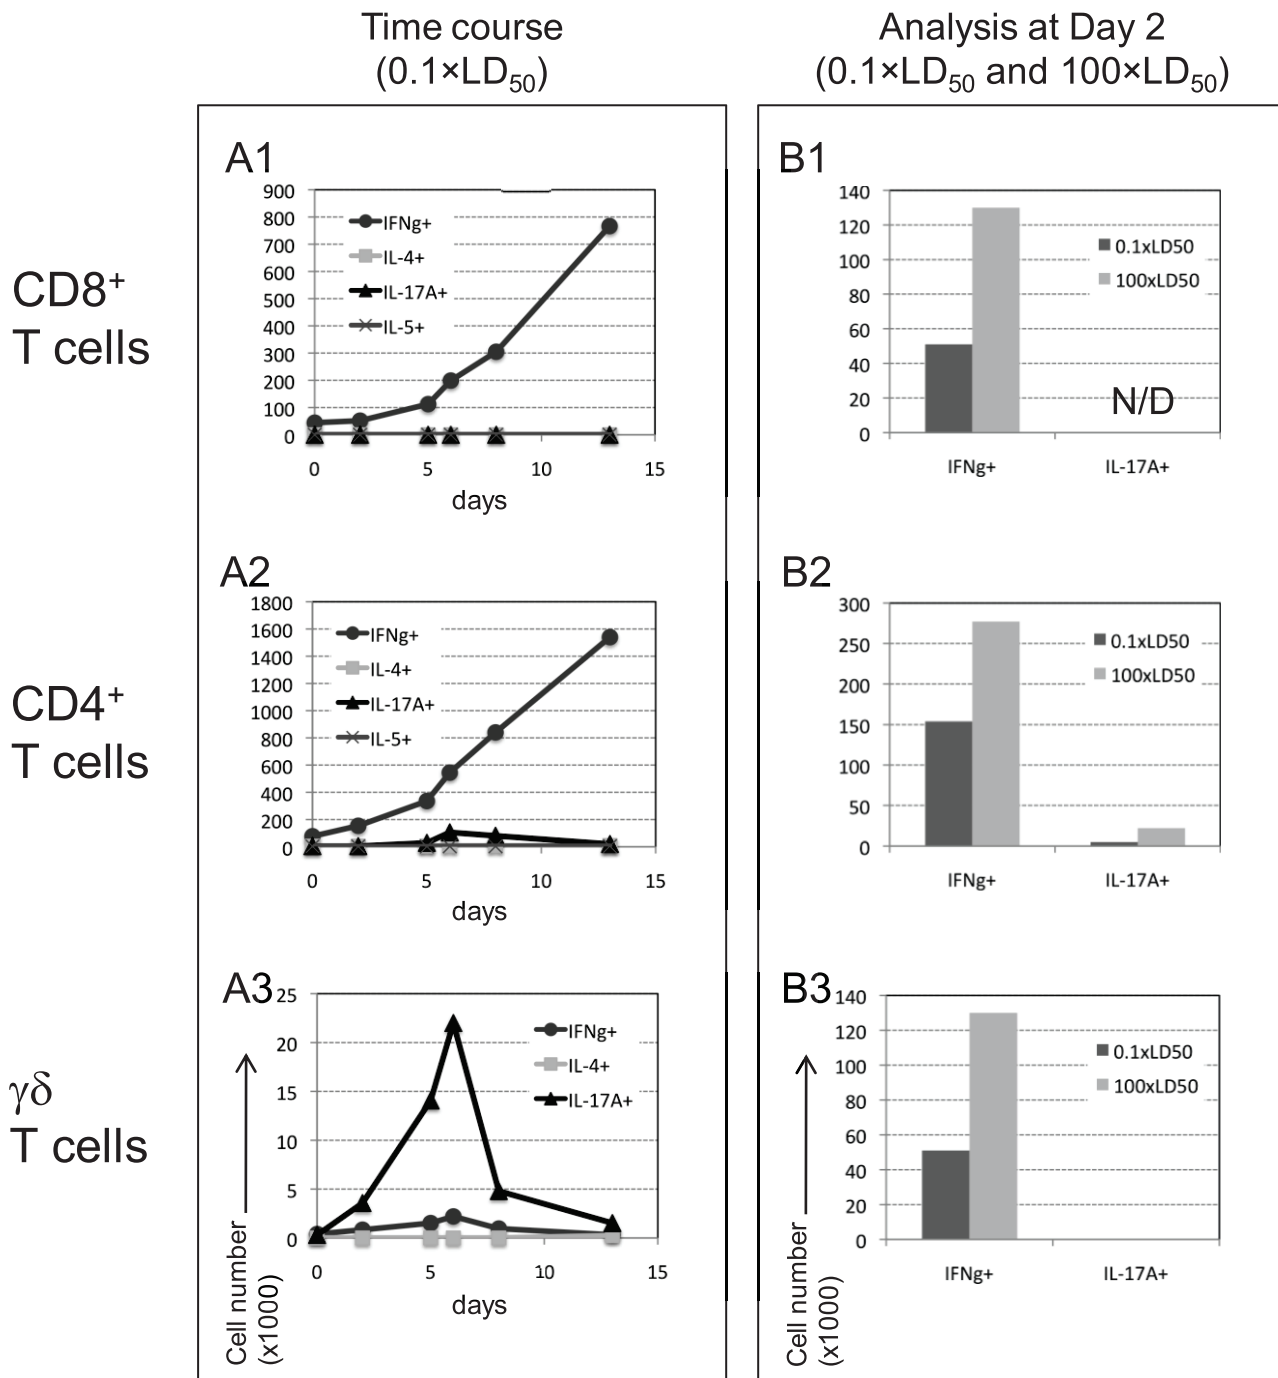 Time course
(0.1×LD50)
Analysis at Day 2
(0.1×LD50 and 100×LD50)
CD8+
T cells
A1
900
800
700
600
500
400
300
200
100
0
IFNg+
IL-4+
IL-17A+
IL-5+
0 5 10 15
days
B1
140
120
100
80
60
40
20
0
0.1xLD50
100xLD50
N/D
IFNg+ IL-17A+
CD4+
T cells
A2
1800
1600
1400
1200
1000
800
600
400
200
0
IFNg+
IL-4+
IL-17A+
IL-5+
0 5 10 15
days
B2
300
250
200
150
100
50
0
0.1xLD50
100xLD50
IFNg+ IL-17A+
γδ
T cells
A3
25
20
15
10
5
0
IFNg+
IL-4+
IL-17A+
0 5 10 15
days
Cell number
(x1000)
B3
140
120
100
80
60
40
20
0
0.1xLD50
100xLD50
IFNg+ IL-17A+
Cell number
(x1000)